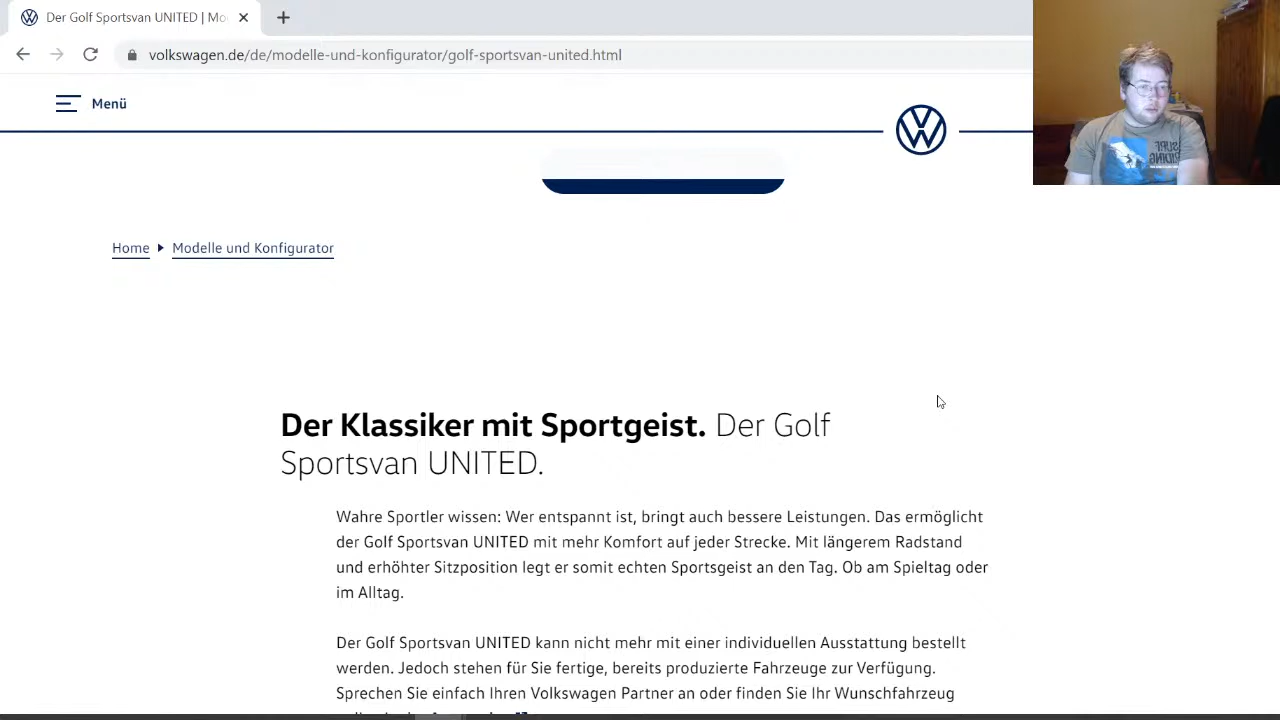 Der Golf Sportsvan UNITED | Mo
volkswagen.de/de/modelle-und-konfigurator/golf-sportsvan-united.html
Menü
Home Modelle und Konfigurator
Der Klassiker mit Sportgeist. Der Golf
Sportsvan UNITED.
Wahre Sportler wissen: Wer entspannt ist, bringt auch bessere Leistungen. Das ermöglicht
der Golf Sportsvan UNITED mit mehr Komfort auf jeder Strecke. Mit längerem Radstand
und erhöhter Sitzposition legt er somit echten Sportsgeist an den Tag. Ob am Spieltag oder
im Alltag.
Der Golf Sportsvan UNITED kann nicht mehr mit einer individuellen Ausstattung bestellt
werden. Jedoch stehen für Sie fertige, bereits produzierte Fahrzeuge zur Verfügung.
Sprechen Sie einfach Ihren Volkswagen Partner an oder finden Sie Ihr Wunschfahrzeug